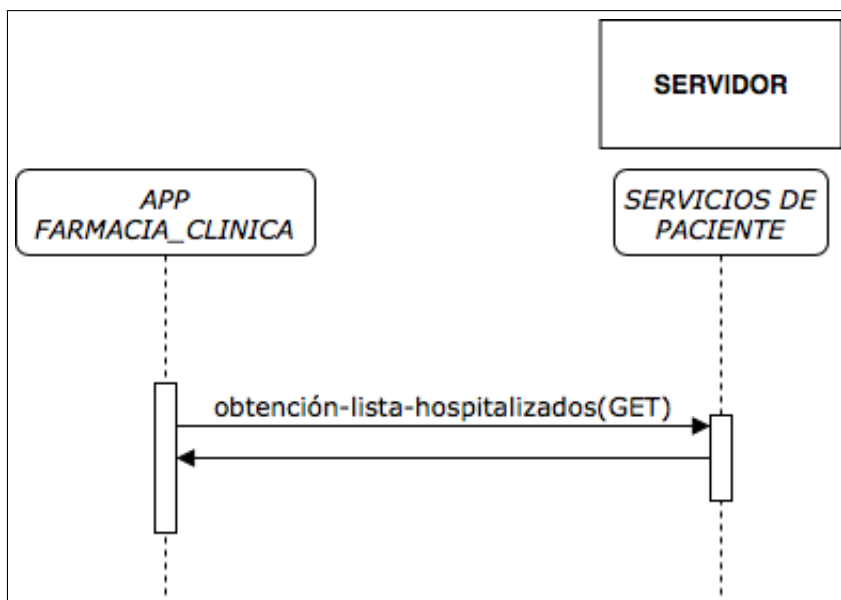 SERVIDOR
APP
FARMACIA_CLINICA
SERVICIOS DE
PACIENTE
obtención-lista-hospitalizados(GET)